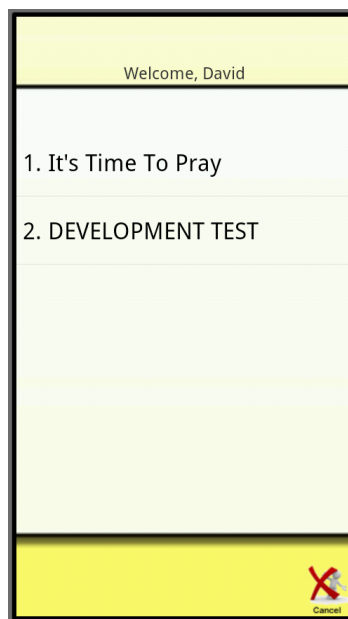 Welcome, David
1. It's Time To Pray
2. DEVELOPMENT TEST
Cancel